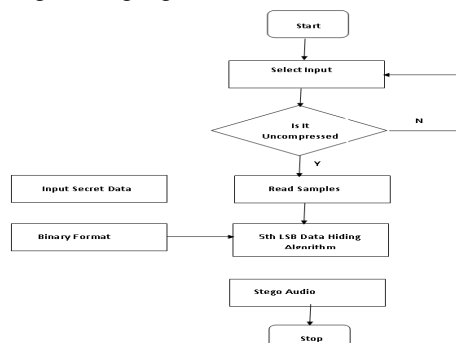 Start
Select Input
Is It
Uncompressed
N
Y
Input Secret Data
Read Samples
Binary Format
5th LSB Data Hiding
Algorithm
Stego Audio
Stop